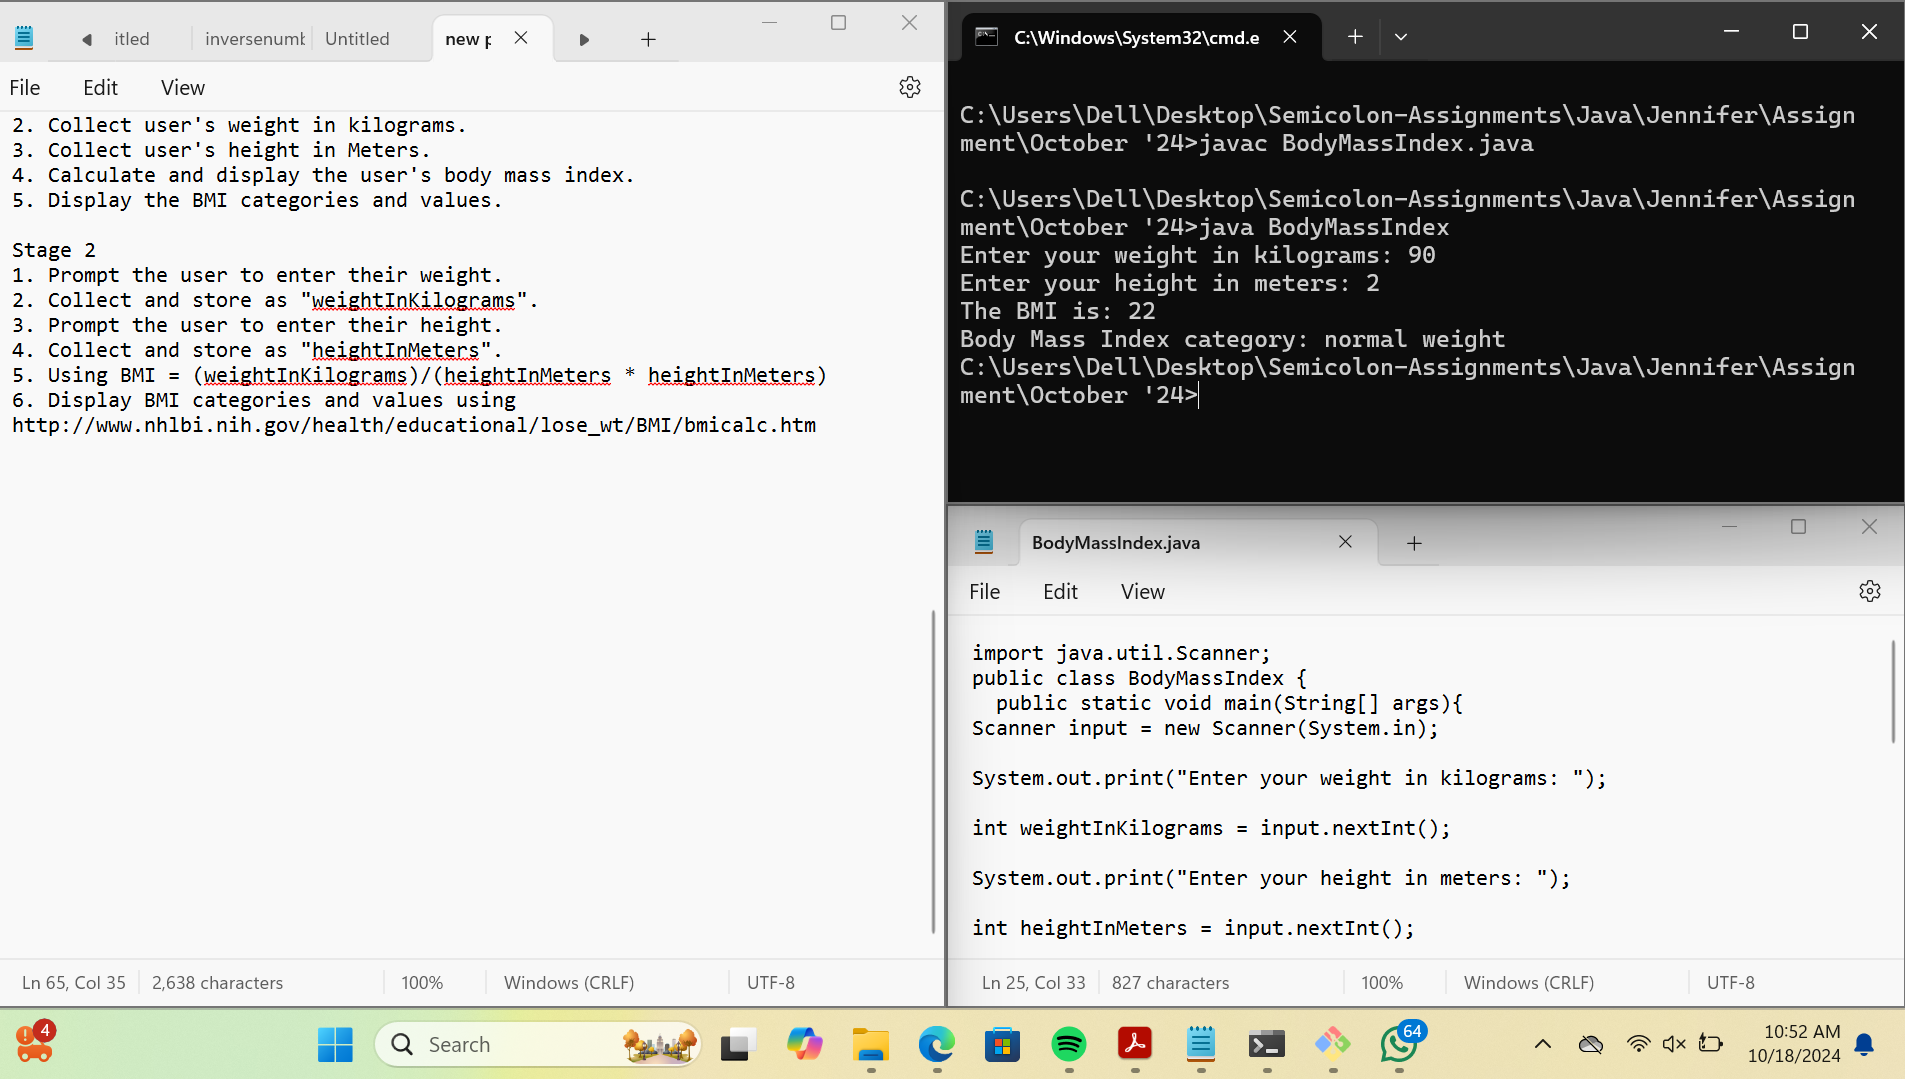 itled
inversenumb
Untitled
new p
File Edit View
2. Collect user's weight in kilograms.
3. Collect user's height in Meters.
4. Calculate and display the user's body mass index.
5. Display the BMI categories and values.
Stage 2
1. Prompt the user to enter their weight.
2. Collect and store as "weightInKilograms".
3. Prompt the user to enter their height.
4. Collect and store as "heightInMeters".
5. Using BMI = (weightInKilograms)/(heightInMeters * heightInMeters)
6. Display BMI categories and values using
http://www.nhlbi.nih.gov/health/educational/lose_wt/BMI/bmicalc.htm
Ln 65, Col 35 2,638 characters 100% Windows (CRLF) UTF-8
C:\Windows\System32\cmd.e
C:\Users\Dell\Desktop\Semicolon-Assignments\Java\Jennifer\Assign
ment\October '24>javac BodyMassIndex.java
C:\Users\Dell\Desktop\Semicolon-Assignments\Java\Jennifer\Assign
ment\October '24>java BodyMassIndex
Enter your weight in kilograms: 90
Enter your height in meters: 2
The BMI is: 22
Body Mass Index category: normal weight
C:\Users\Dell\Desktop\Semicolon-Assignments\Java\Jennifer\Assign
ment\October '24>
BodyMassIndex.java
File Edit View
import java.util.Scanner;
public class BodyMassIndex {
public static void main(String[] args){
Scanner input = new Scanner(System.in);
System.out.print("Enter your weight in kilograms: ");
int weightInKilograms = input.nextInt();
System.out.print("Enter your height in meters: ");
int heightInMeters = input.nextInt();
Ln 25, Col 33 827 characters 100% Windows (CRLF) UTF-8
4
Search
64
10:52 AM
10/18/2024